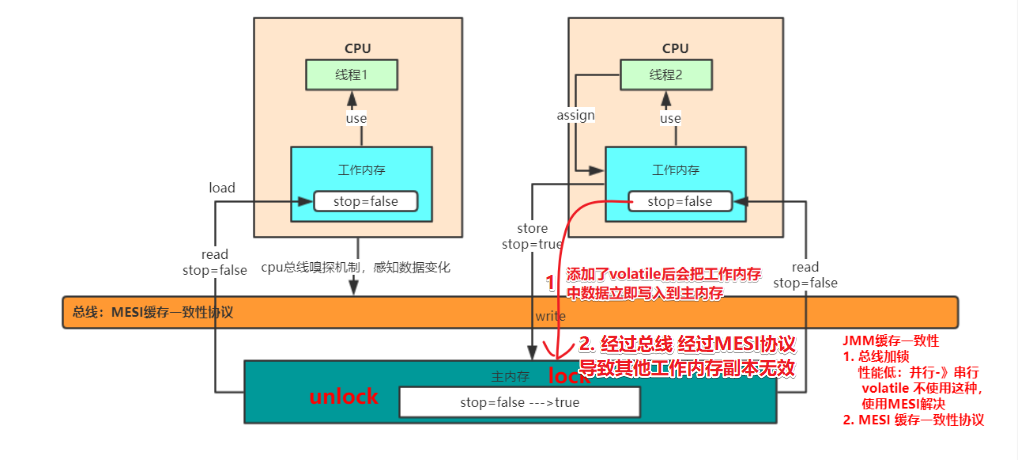 CPU
线程1
use
工作内存
stop=false
load
read
stop=false
cpu总线嗅探机制，感知数据变化
CPU
线程2
assign
use
工作内存
stop=false
store
stop=true
read
stop=false
1
添加了volatile后会把工作内存
中数据立即写入到主内存
总线：MESI缓存一致性协议
write
2. 经过总线 经过MESI协议
导致其他工作内存副本无效
主内存
lock
unlock
stop=false --->true
JMM缓存一致性
1. 总线加锁
性能低：并行-》串行
volatile 不使用这种，
使用MESI解决
2. MESI 缓存一致性协议